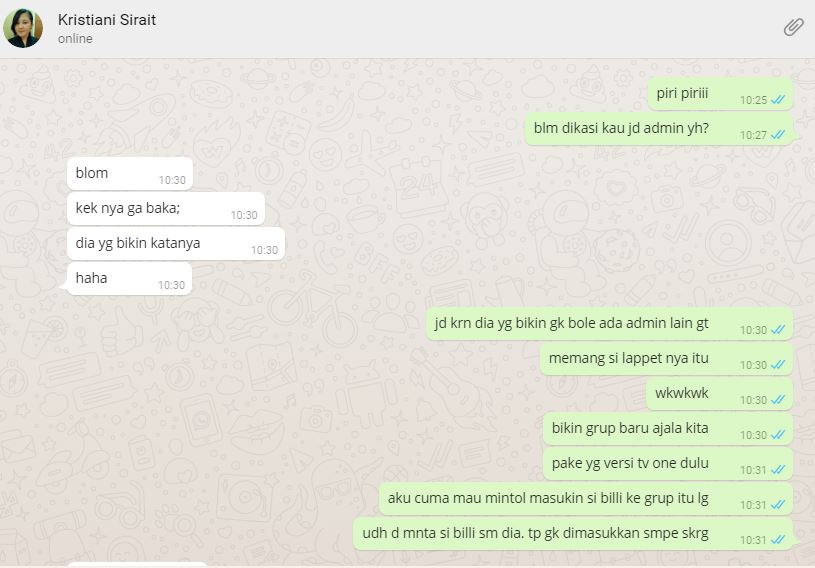 Kristiani Sirait
online
piri piriii 10:25
blm dikasi kau jd admin yh? 10:27
blom 10:30
kek nya ga baka; 10:30
dia yg bikin katanya 10:30
haha 10:30
jd krn dia yg bikin gk bole ada admin lain gt 10:30
memang si lappet nya itu 10:30
wkwkwk 10:30
bikin grup baru ajala kita 10:30
pake yg versi tv one dulu 10:31
aku cuma mau mintol masukin si billi ke grup itu lg 10:31
udh d mnta si billi sm dia. tp gk dimasukkan smpe skrg 10:31